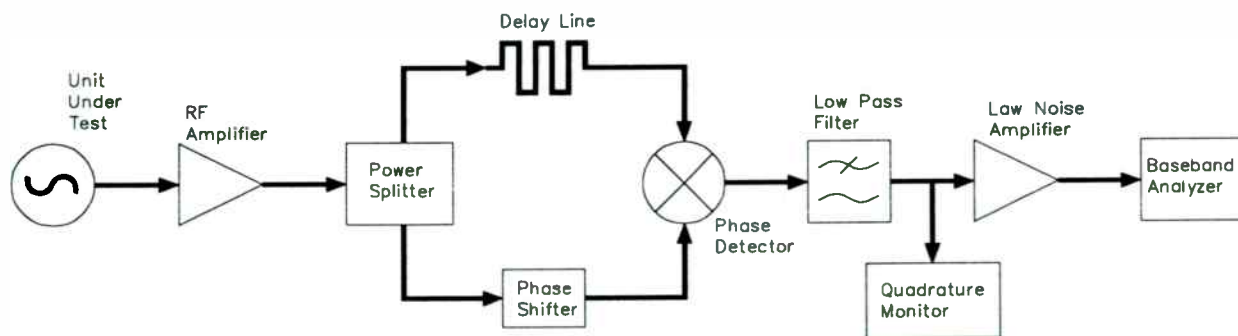 Delay Line
Unit
Under
Test
RF
Amplifier
Power
Splitter
Phase
Shifter
Phase
Detector
Low Pass
Filter
Law Noise
Amplifier
Baseband
Analyzer
Quadrature
Monitor